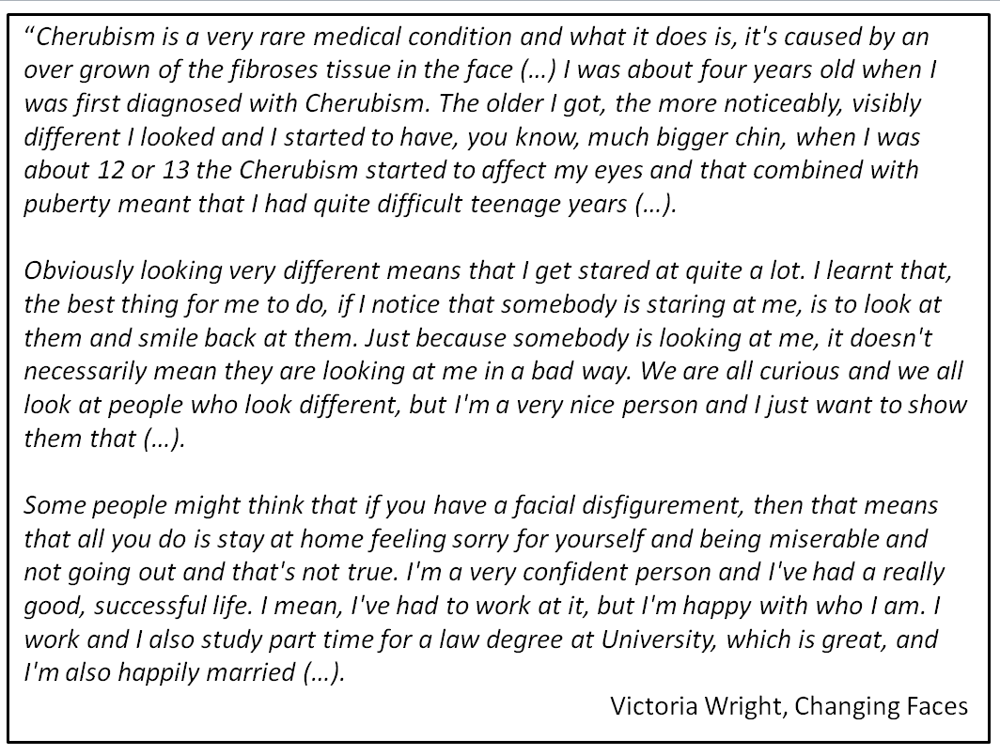 “Cherubism is a very rare medical condition and what it does is, it's caused by an
over grown of the fibroses tissue in the face (…) I was about four years old when I
was first diagnosed with Cherubism. The older I got, the more noticeably, visibly
different I looked and I started to have, you know, much bigger chin, when I was
about 12 or 13 the Cherubism started to affect my eyes and that combined with
puberty meant that I had quite difficult teenage years (…).
Obviously looking very different means that I get stared at quite a lot. I learnt that,
the best thing for me to do, if I notice that somebody is staring at me, is to look at
them and smile back at them. Just because somebody is looking at me, it doesn't
necessarily mean they are looking at me in a bad way. We are all curious and we all
look at people who look different, but I'm a very nice person and I just want to show
them that (…).
Some people might think that if you have a facial disfigurement, then that means
that all you do is stay at home feeling sorry for yourself and being miserable and
not going out and that's not true. I'm a very confident person and I've had a really
good, successful life. I mean, I've had to work at it, but I'm happy with who I am. I
work and I also study part time for a law degree at University, which is great, and
I'm also happily married (…).
Victoria Wright, Changing Faces